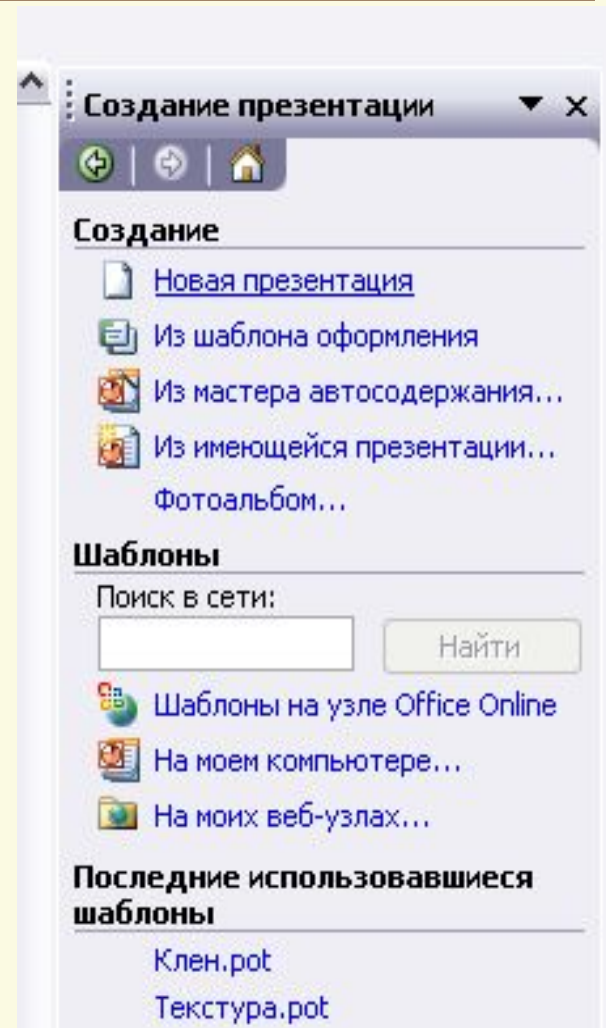 Создание презентации
Создание
Новая презентация
Из шаблона оформления
Из мастера автосодержания...
Из имеющейся презентации...
Фотоальбом...
Шаблоны
Поиск в сети:
Найти
Шаблоны на узле Office Online
На моем компьютере...
На моих веб-узлах...
Последние использовавшиеся
шаблоны
Клен.pot
Текстура.pot